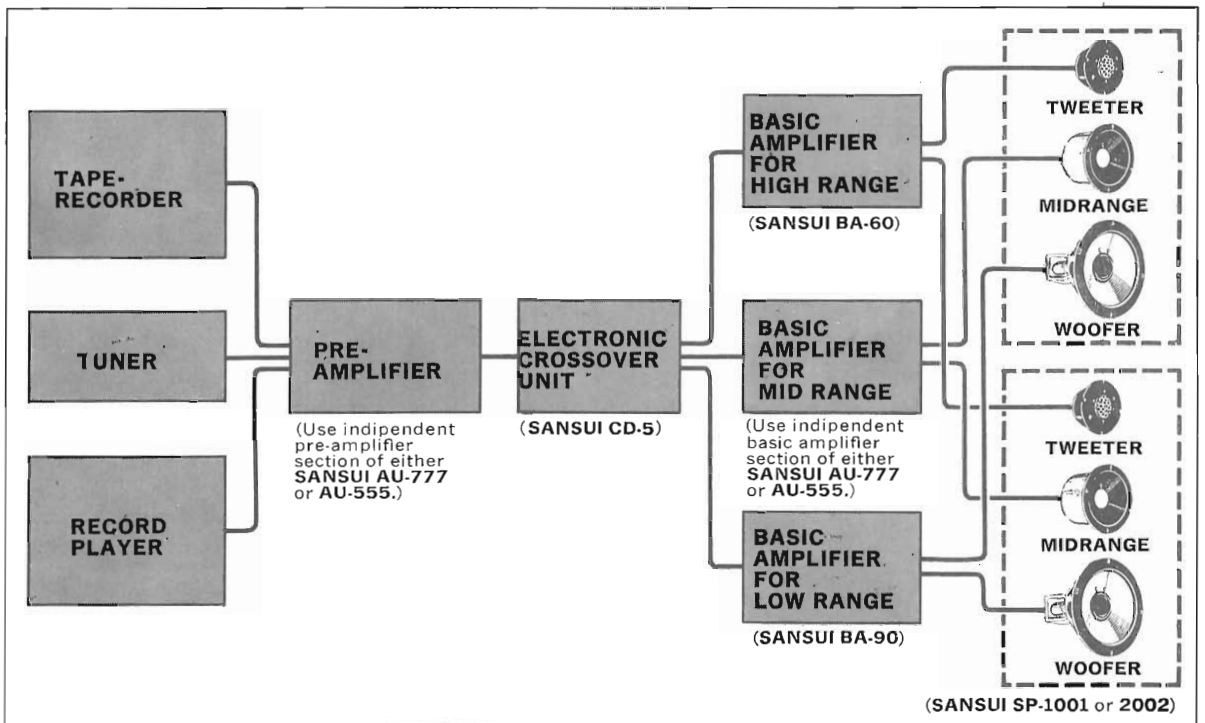 TAPE-
RECORDER
TUNER
RECORD
PLAYER
PRE-
AMPLIFIER
(Use indipendent
pre-amplifier
section of either
SANSUI AU-777
or AU-555.)
ELECTRONIC
CROSSOVER
UNIT
(SANSUI CD-5)
BASIC
AMPLIFIER
FOR
HIGH RANGE
(SANSUI BA-60)
BASIC
AMPLIFIER
FOR
MID RANGE
(Use indipendent
basic amplifier
section of either
SANSUI AU-777
or AU-555.)
BASIC
AMPLIFIER
FOR
LOW RANGE
(SANSUI BA-90)
TWEETER
MIDRANGE
WOOFER
TWEETER
MIDRANGE
WOOFER
(SANSUI SP-1001 or 2002)